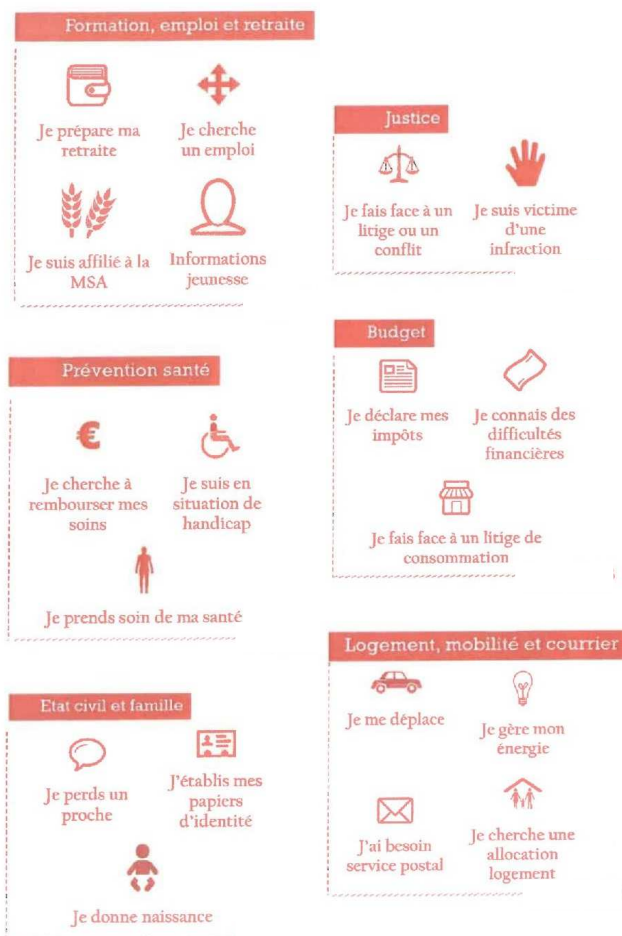 Formation, emploi et retraite
Je prépare ma
retraite
Je cherche
un emploi
Je suis affilié à la
MSA
Informations
jeunesse
Justice
Je fais face à un
litige ou un
conflit
Je suis victime
d'une
infraction
Prévention santé
Je cherche à
rembourser mes
soins
Je suis en
situation de
handicap
Je prends soin de ma santé
Budget
Je déclare mes
impôts
Je connais des
difficultés
financières
Je fais face à un litige de
consommation
Etat civil et famille
Je perds un
proche
J'établis mes
papiers
d'identité
Je donne naissance
Logement, mobilité et courrier
Je me déplace
Je gère mon
énergie
J'ai besoin
service postal
Je cherche une
allocation
logement